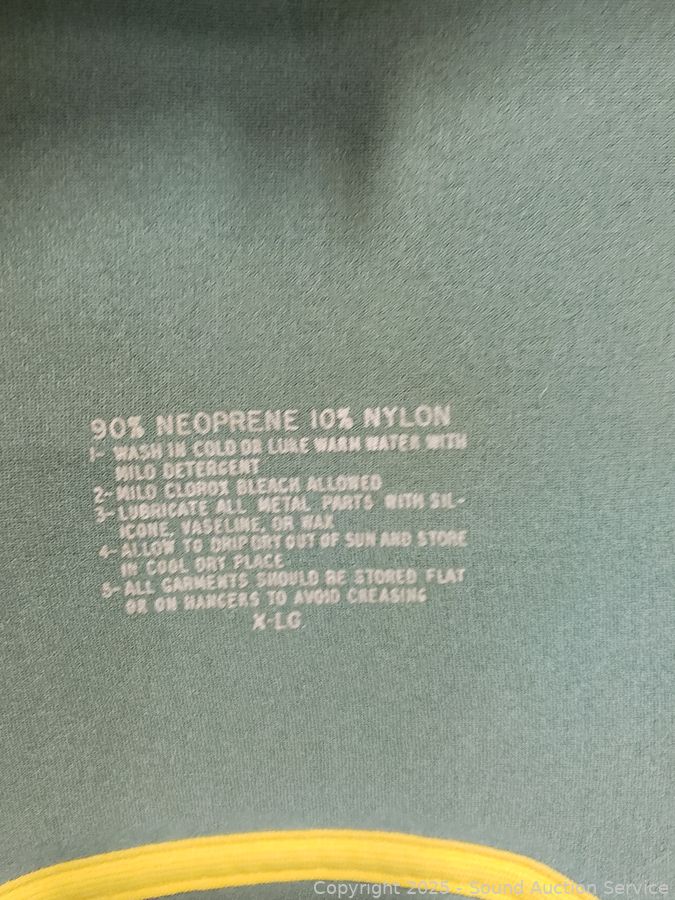 90% NEOPRENE 10% NYLON
1- WASH IN COLD OR LUKE WARM WATER WITH
MILD DETERGENT
2- MILD CLOROX BLEACH ALLOWED
3- LUBRICATE ALL METAL PARTS WITH SIL-
ICONE, VASELINE, OR WAX
4- ALLOW TO DRIP DRY OUT OF SUN AND STORE
IN COOL DRY PLACE
5- ALL GARMENTS SHOULD BE STORED FLAT
OR ON HANGERS TO AVOID CREASING
X-LG
Copyright 2025 - Sound Auction Service